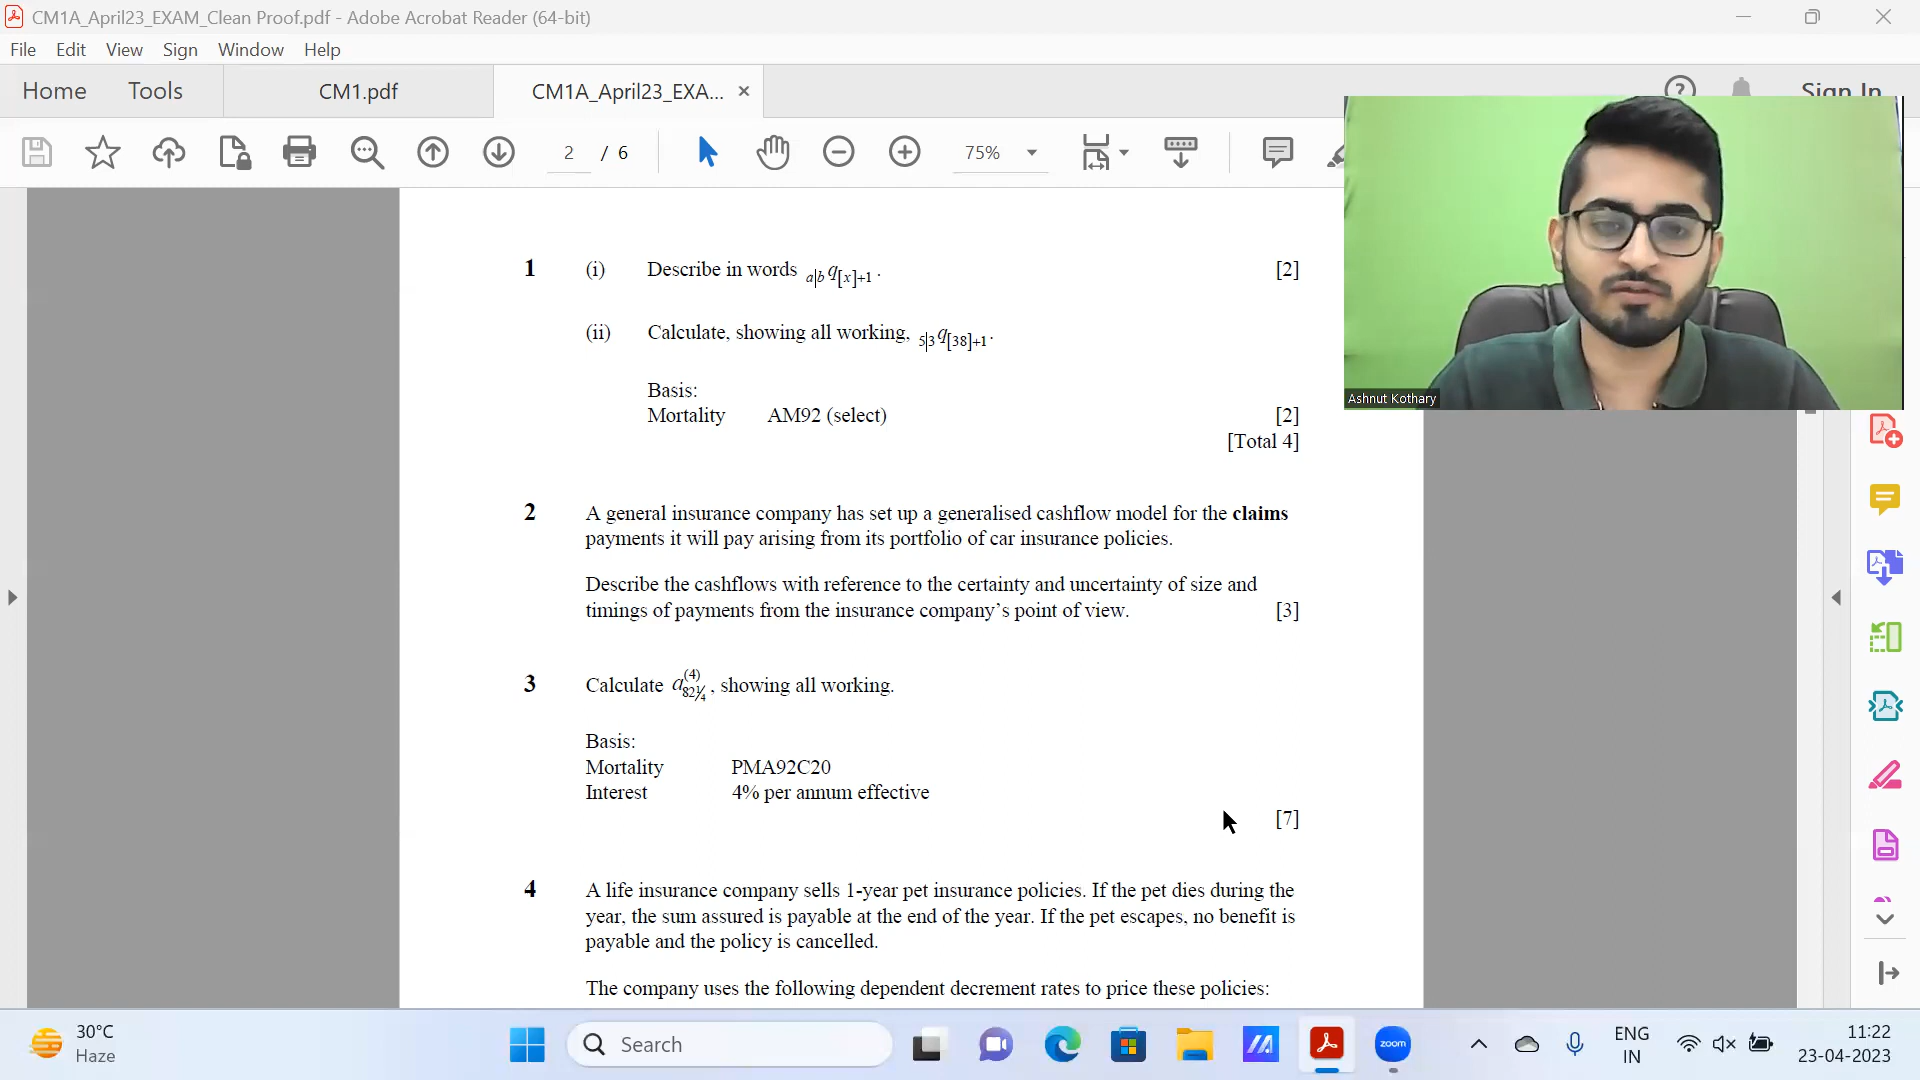 CM1A_April23_EXAM_Clean Proof.pdf - Adobe Acrobat Reader (64-bit)
File Edit View Sign Window Help
Home Tools CM1.pdf CM1A_April23_EXA... × Sign In
2 / 6 75%
Ashnut Kothary
1 (i) Describe in words a|b q[x]+1 . [2]
(ii) Calculate, showing all working, 5|3 q[38]+1 .
Basis:
Mortality AM92 (select) [2]
[Total 4]
2 A general insurance company has set up a generalised cashflow model for the claims
payments it will pay arising from its portfolio of car insurance policies.
Describe the cashflows with reference to the certainty and uncertainty of size and
timings of payments from the insurance company’s point of view. [3]
3 Calculate a(4)82¼ , showing all working.
Basis:
Mortality PMA92C20
Interest 4% per annum effective
[7]
4 A life insurance company sells 1-year pet insurance policies. If the pet dies during the
year, the sum assured is payable at the end of the year. If the pet escapes, no benefit is
payable and the policy is cancelled.
The company uses the following dependent decrement rates to price these policies:
30°C
Haze
Search
zoom
ENG
IN
11:22
23-04-2023